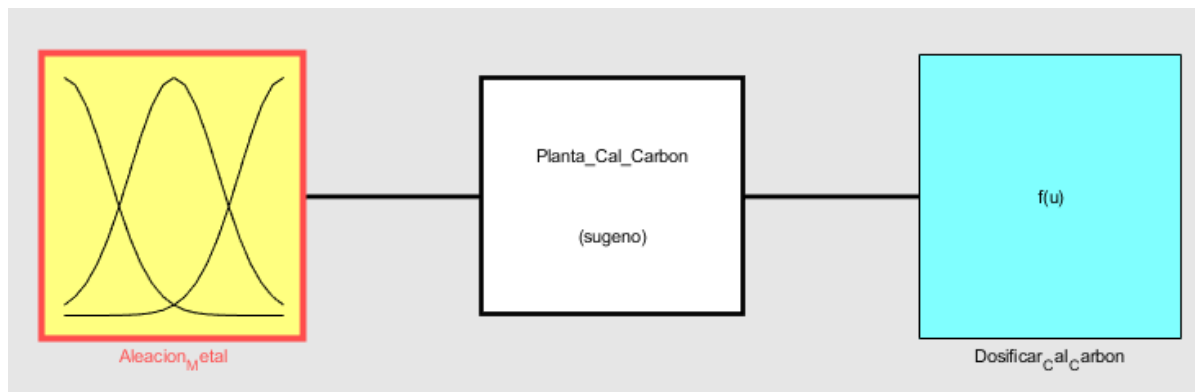 Planta_Cal_Carbon
f(u)
(sugeno)
Aleacion_Metal
Dosificar_Cal_Carbon